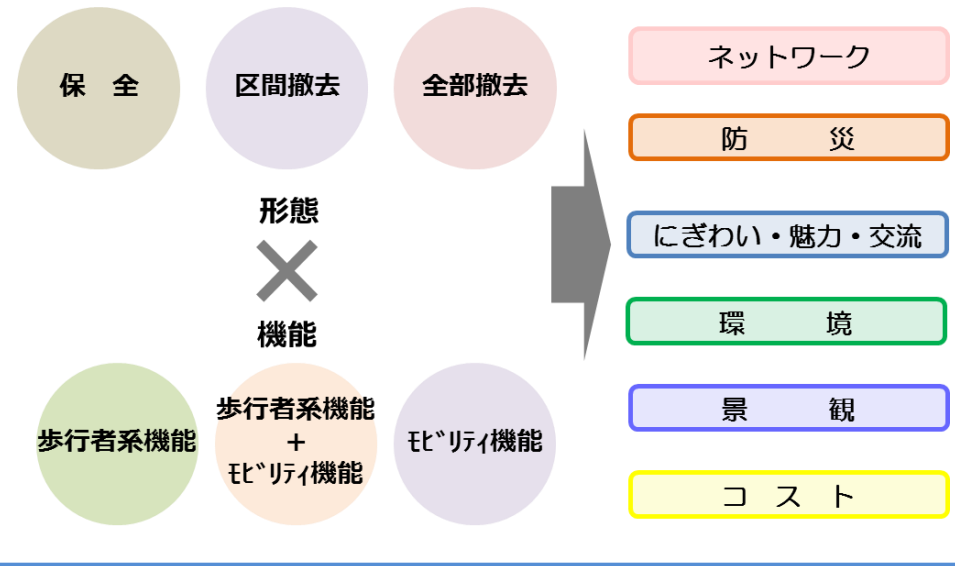 保　全
区間撤去
全部撤去
形態
×
機能
歩行者系機能
歩行者系機能
＋
ﾓﾋﾞﾘﾃｨ機能
ﾓﾋﾞﾘﾃｨ機能
ネットワーク
防　災
にぎわい・魅力・交流
環　境
景　観
コ　ス　ト